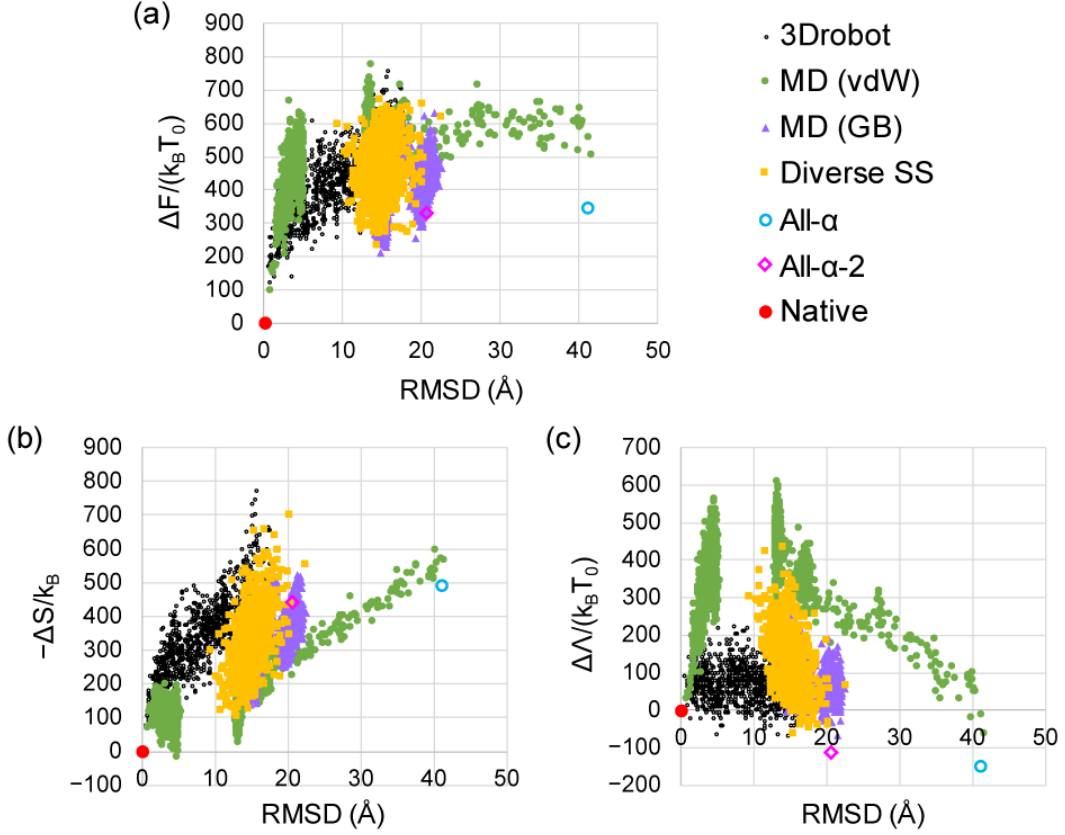 (a)
900
800
700
600
500
400
300
200
100
0
ΔF/(k_BT_0)
0 10 20 30 40 50
RMSD (Å)
3Drobot
MD (vdW)
MD (GB)
Diverse SS
All-α
All-α-2
Native
(b)
900
800
700
600
500
400
300
200
100
0
−100
−ΔS/k_B
0 10 20 30 40 50
RMSD (Å)
(c)
700
600
500
400
300
200
100
0
−100
−200
ΔΛ/(k_BT_0)
0 10 20 30 40 50
RMSD (Å)